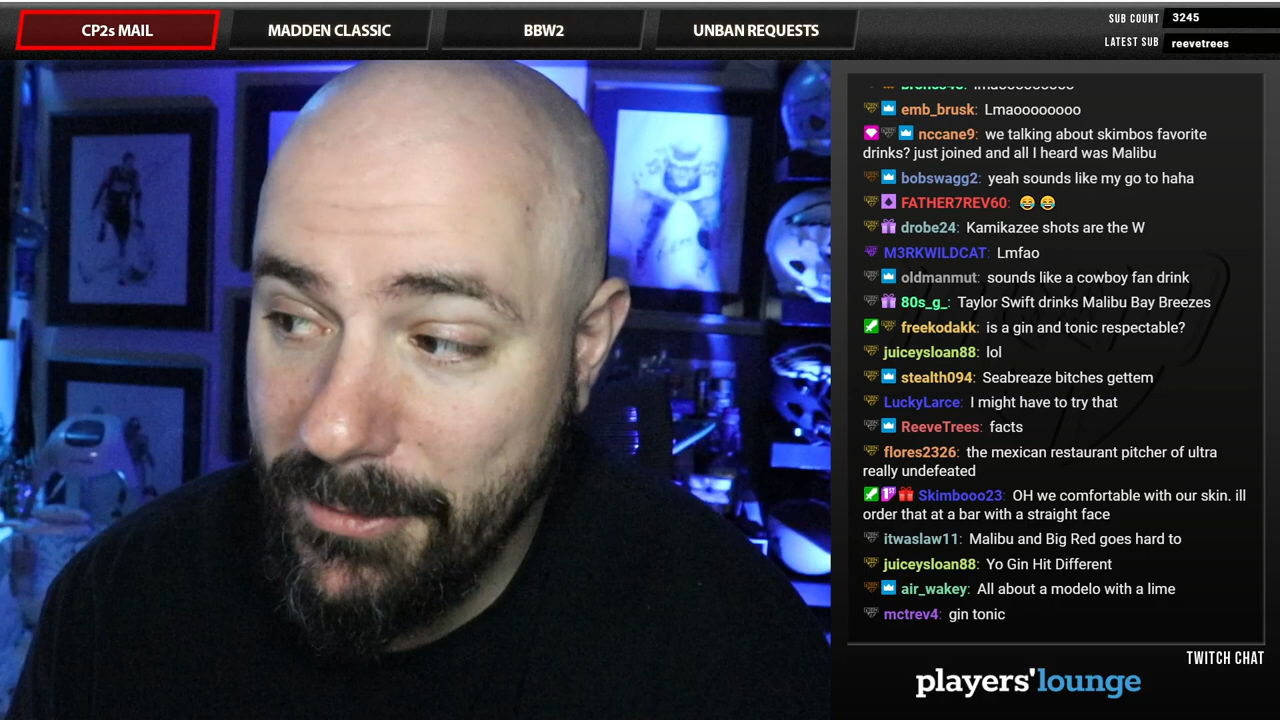 CP2s MAIL
MADDEN CLASSIC
BBW2
UNBAN REQUESTS
SUB COUNT 3245
LATEST SUB reevetrees
emb_brusk: Lmaoooooooo
nccane9: we talking about skimbos favorite
drinks? just joined and all I heard was Malibu
bobswagg2: yeah sounds like my go to haha
FATHER7REV60: 😂 😂
drobe24: Kamikazee shots are the W
M3RKWILDCAT: Lmfao
oldmanmut: sounds like a cowboy fan drink
80s_g_: Taylor Swift drinks Malibu Bay Breezes
freekodakk: is a gin and tonic respectable?
juiceysloan88: lol
stealth094: Seabreaze bitches gettem
LuckyLarce: I might have to try that
ReeveTrees: facts
flores2326: the mexican restaurant pitcher of ultra
really undefeated
Skimbooo23: OH we comfortable with our skin. ill
order that at a bar with a straight face
itwaslaw11: Malibu and Big Red goes hard to
juiceysloan88: Yo Gin Hit Different
air_wakey: All about a modelo with a lime
mctrev4: gin tonic
TWITCH CHAT
players'lounge